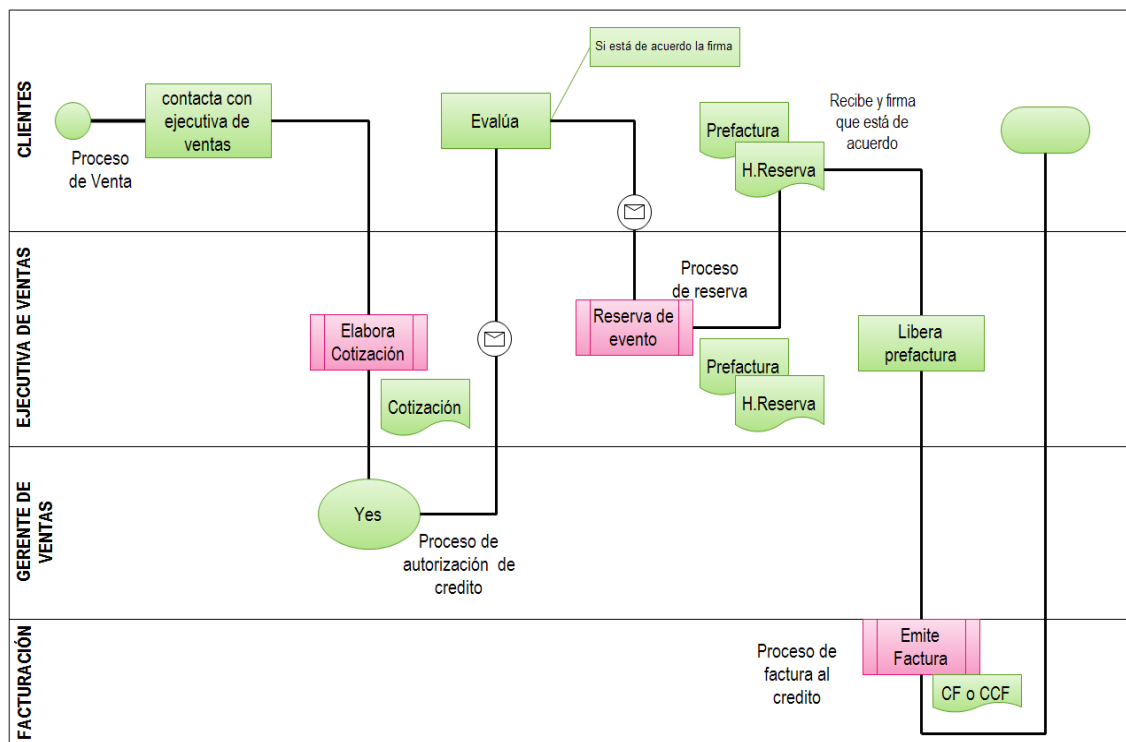 CLIENTES
Proceso
de Venta
contacta con
ejecutiva de
ventas
Evalúa
Si está de acuerdo la firma
Prefactura
H.Reserva
Recibe y firma
que está de
acuerdo
EJECUTIVA DE VENTAS
Elabora
Cotización
Cotización
Reserva de
evento
Proceso
de reserva
Prefactura
H.Reserva
Libera
prefactura
GERENTE DE
VENTAS
Yes
Proceso de
autorización de
credito
FACTURACIÓN
Proceso de
factura al
credito
Emite
Factura
CF o CCF